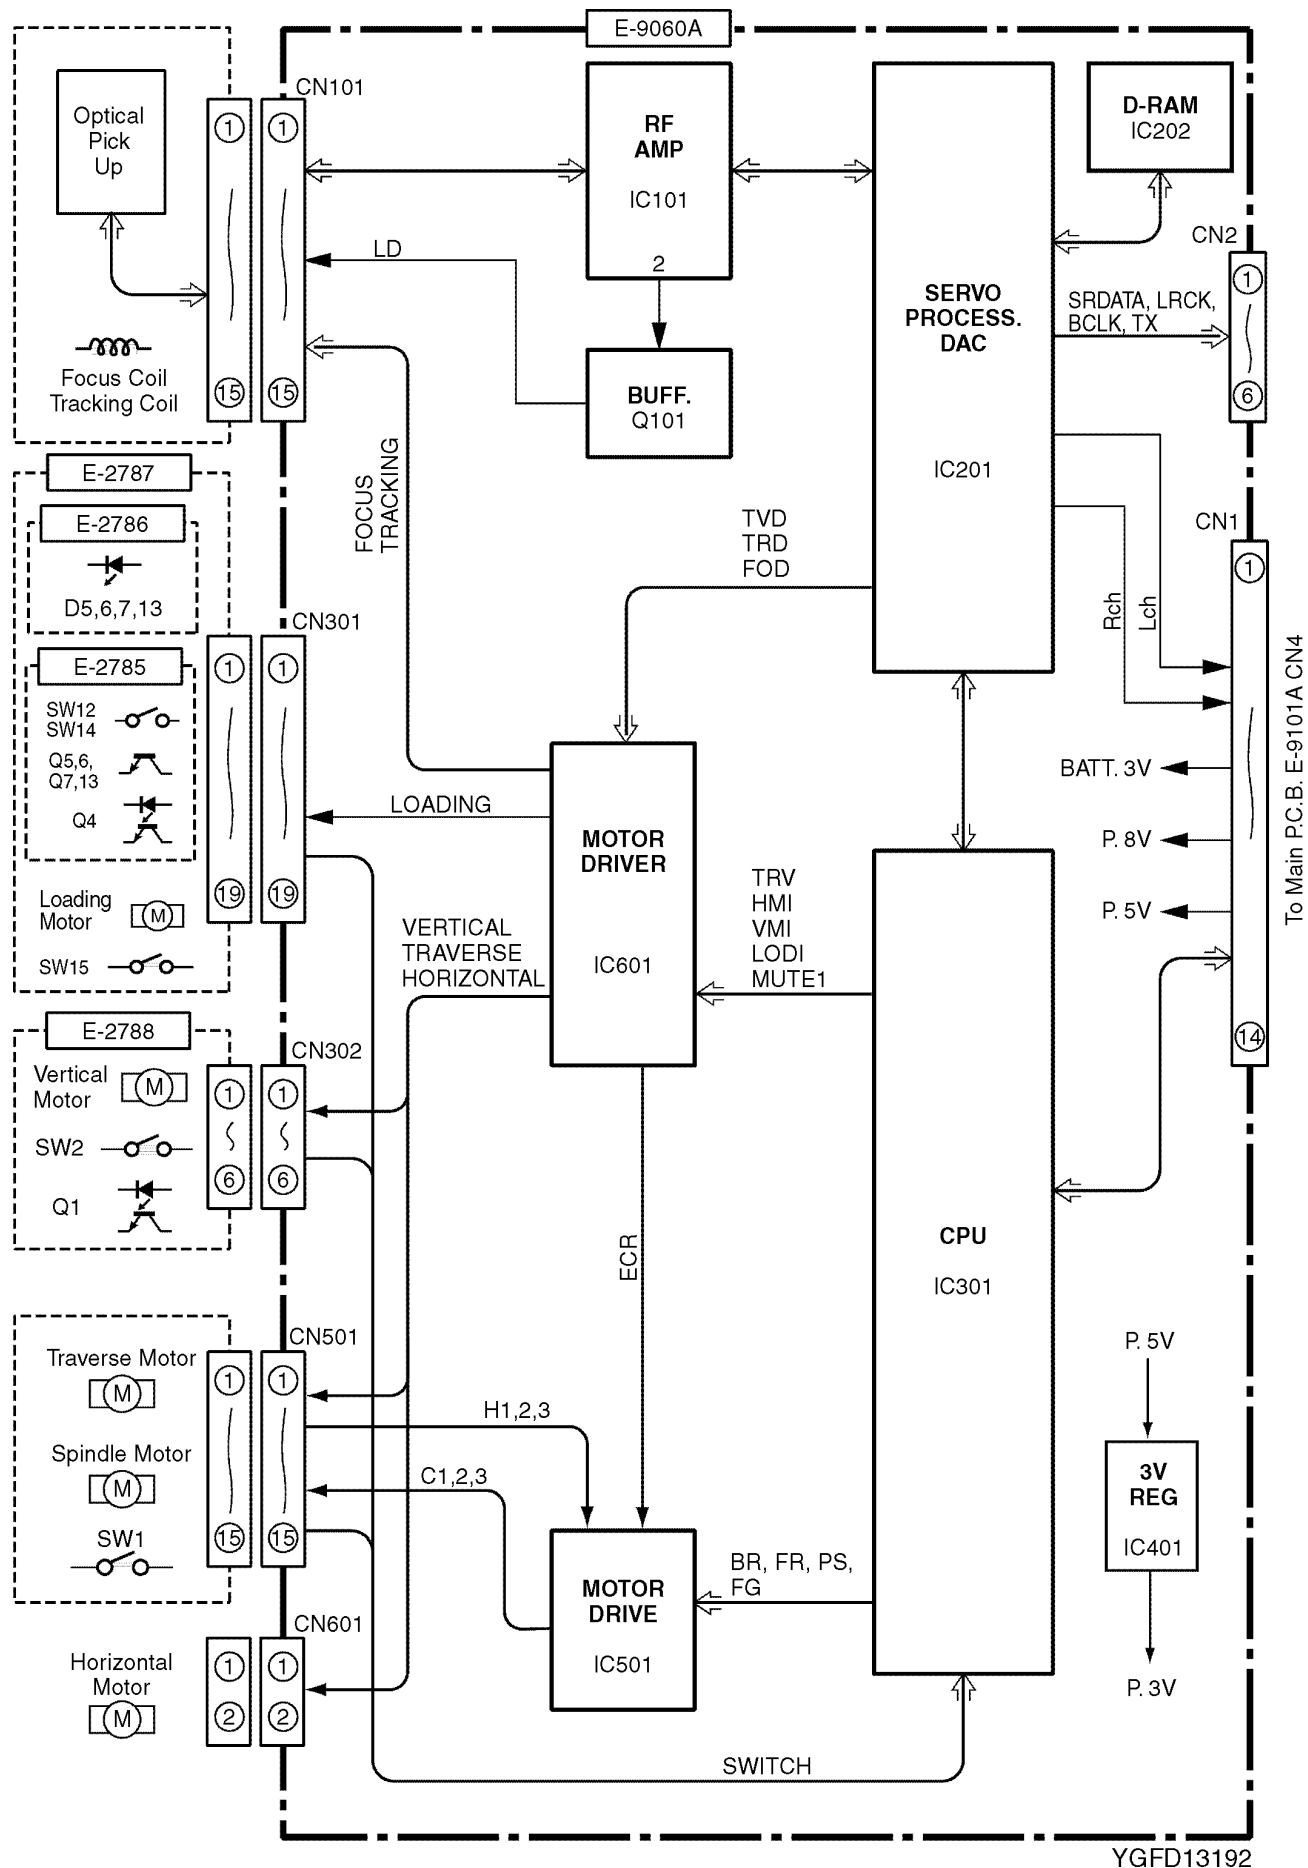 E-9060A
CN101
Optical
Pick
Up
1
15
1
15
Focus Coil
Tracking Coil
RF
AMP
IC101
2
LD
BUFF.
Q101
SERVO
PROCESS.
DAC
IC201
D-RAM
IC202
CN2
1
6
SRDATA, LRCK,
BCLK, TX
FOCUS
TRACKING
TVD
TRD
FOD
Rch
Lch
CN1
1
14
To Main P.C.B. E-9101A CN4
BATT. 3V
P. 8V
P. 5V
E-2787
E-2786
D5,6,7,13
E-2785
SW12
SW14
Q5,6,
Q7,13
Q4
Loading
Motor
M
SW15
CN301
1
19
1
19
LOADING
MOTOR
DRIVER
IC601
TRV
HMI
VMI
LODI
MUTE1
VERTICAL
TRAVERSE
HORIZONTAL
E-2788
Vertical
Motor
M
SW2
Q1
CN302
1
6
1
6
ECR
CPU
IC301
Traverse Motor
M
Spindle Motor
M
SW1
CN501
1
15
1
15
H1,2,3
C1,2,3
MOTOR
DRIVE
IC501
BR, FR, PS,
FG
P. 5V
3V
REG
IC401
P. 3V
Horizontal
Motor
M
CN601
1
2
1
2
SWITCH
YGFD13192